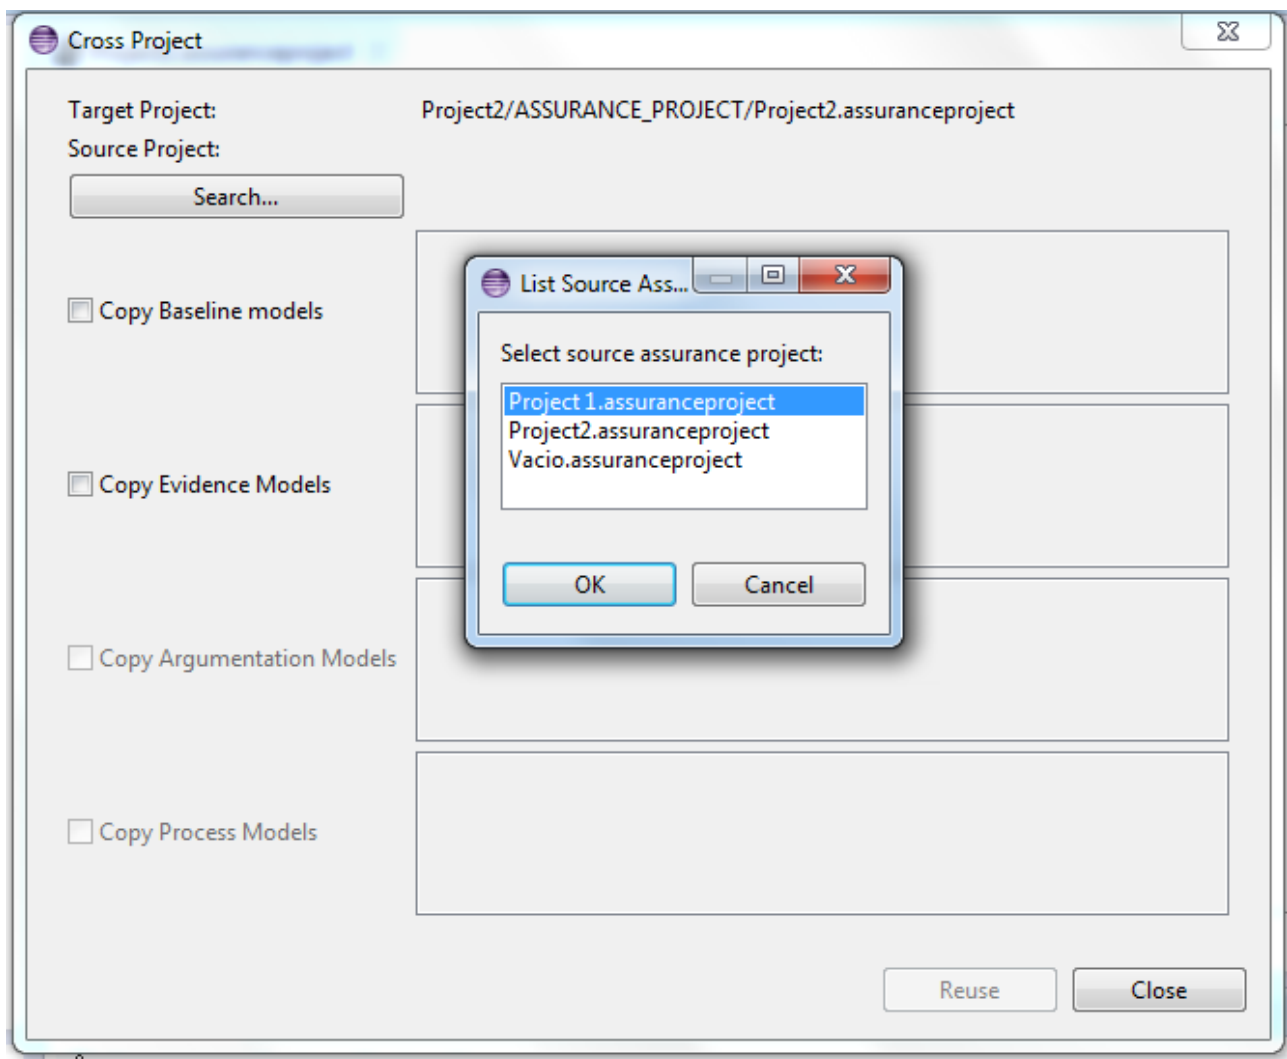 Cross Project
Target Project: Project2/ASSURANCE_PROJECT/Project2.assuranceproject
Source Project:
Search...
Copy Baseline models
List Source Ass...
Select source assurance project:
Project 1.assuranceproject
Project2.assuranceproject
Vacio.assuranceproject
OK Cancel
Copy Evidence Models
Copy Argumentation Models
Copy Process Models
Reuse Close